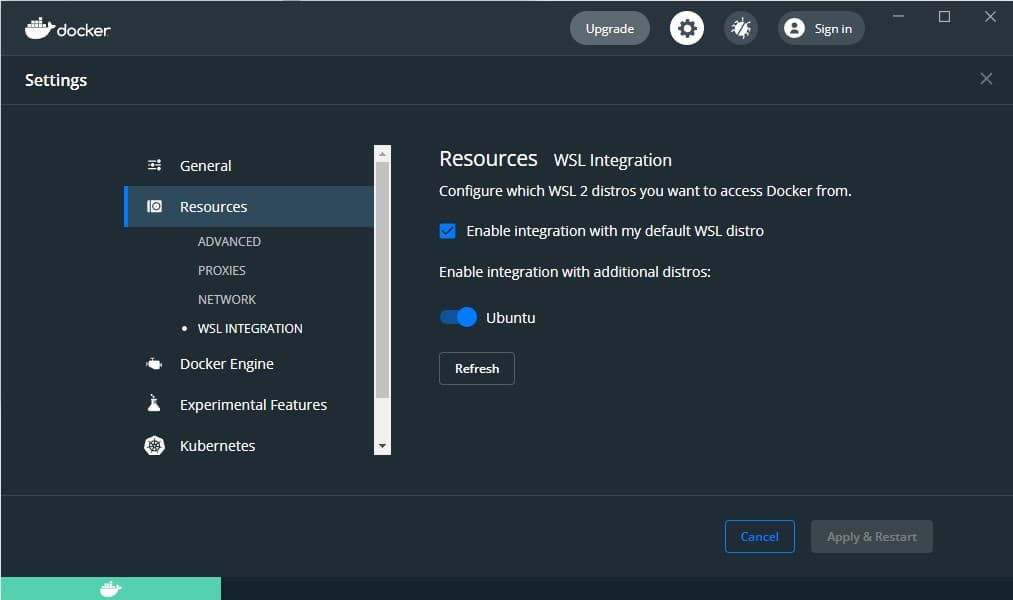 docker
Upgrade
Sign in
Settings
General
Resources
ADVANCED
PROXIES
NETWORK
WSL INTEGRATION
Docker Engine
Experimental Features
Kubernetes
Resources WSL Integration
Configure which WSL 2 distros you want to access Docker from.
Enable integration with my default WSL distro
Enable integration with additional distros:
Ubuntu
Refresh
Cancel
Apply & Restart